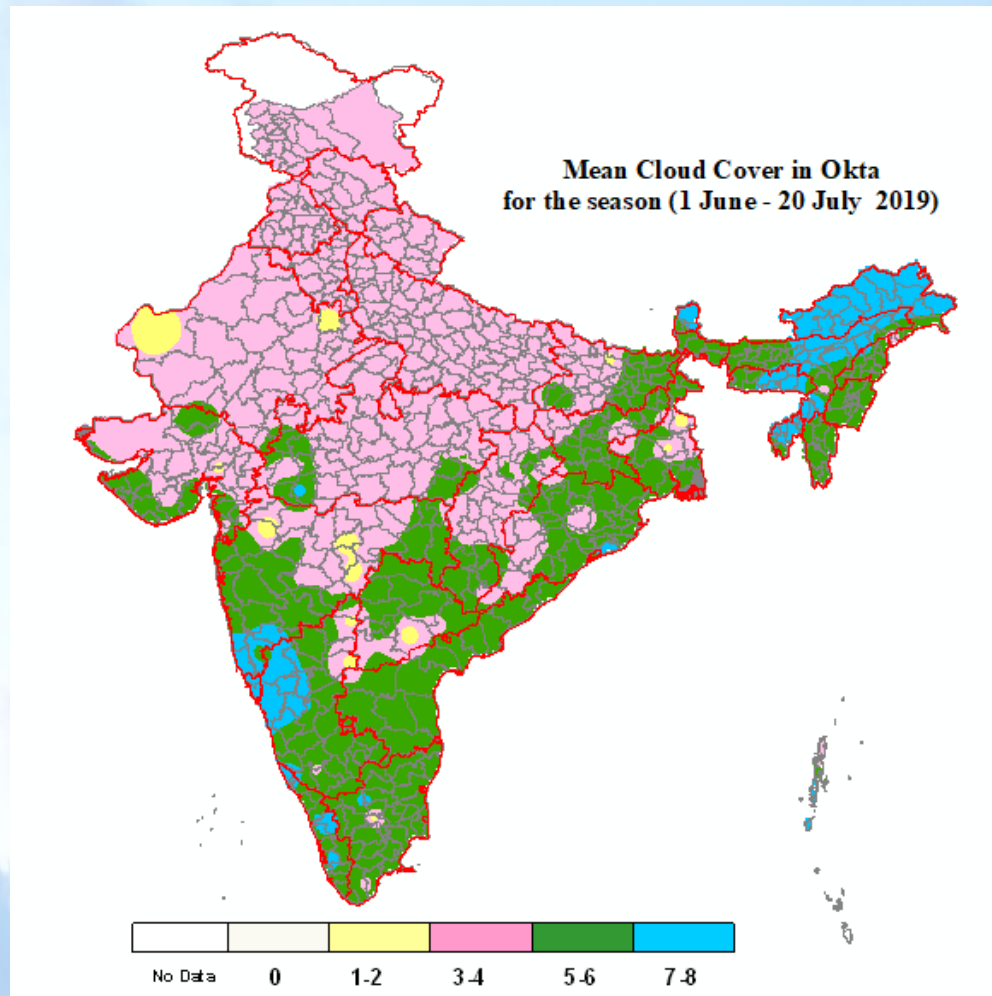 Mean Cloud Cover in Okta
for the season (1 June - 20 July 2019)
No Data 0 1-2 3-4 5-6 7-8